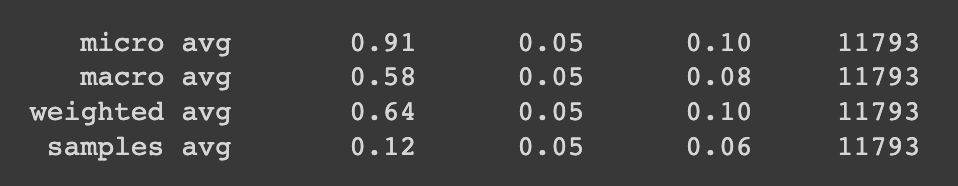 micro avg 0.91 0.05 0.10 11793
macro avg 0.58 0.05 0.08 11793
weighted avg 0.64 0.05 0.10 11793
samples avg 0.12 0.05 0.06 11793